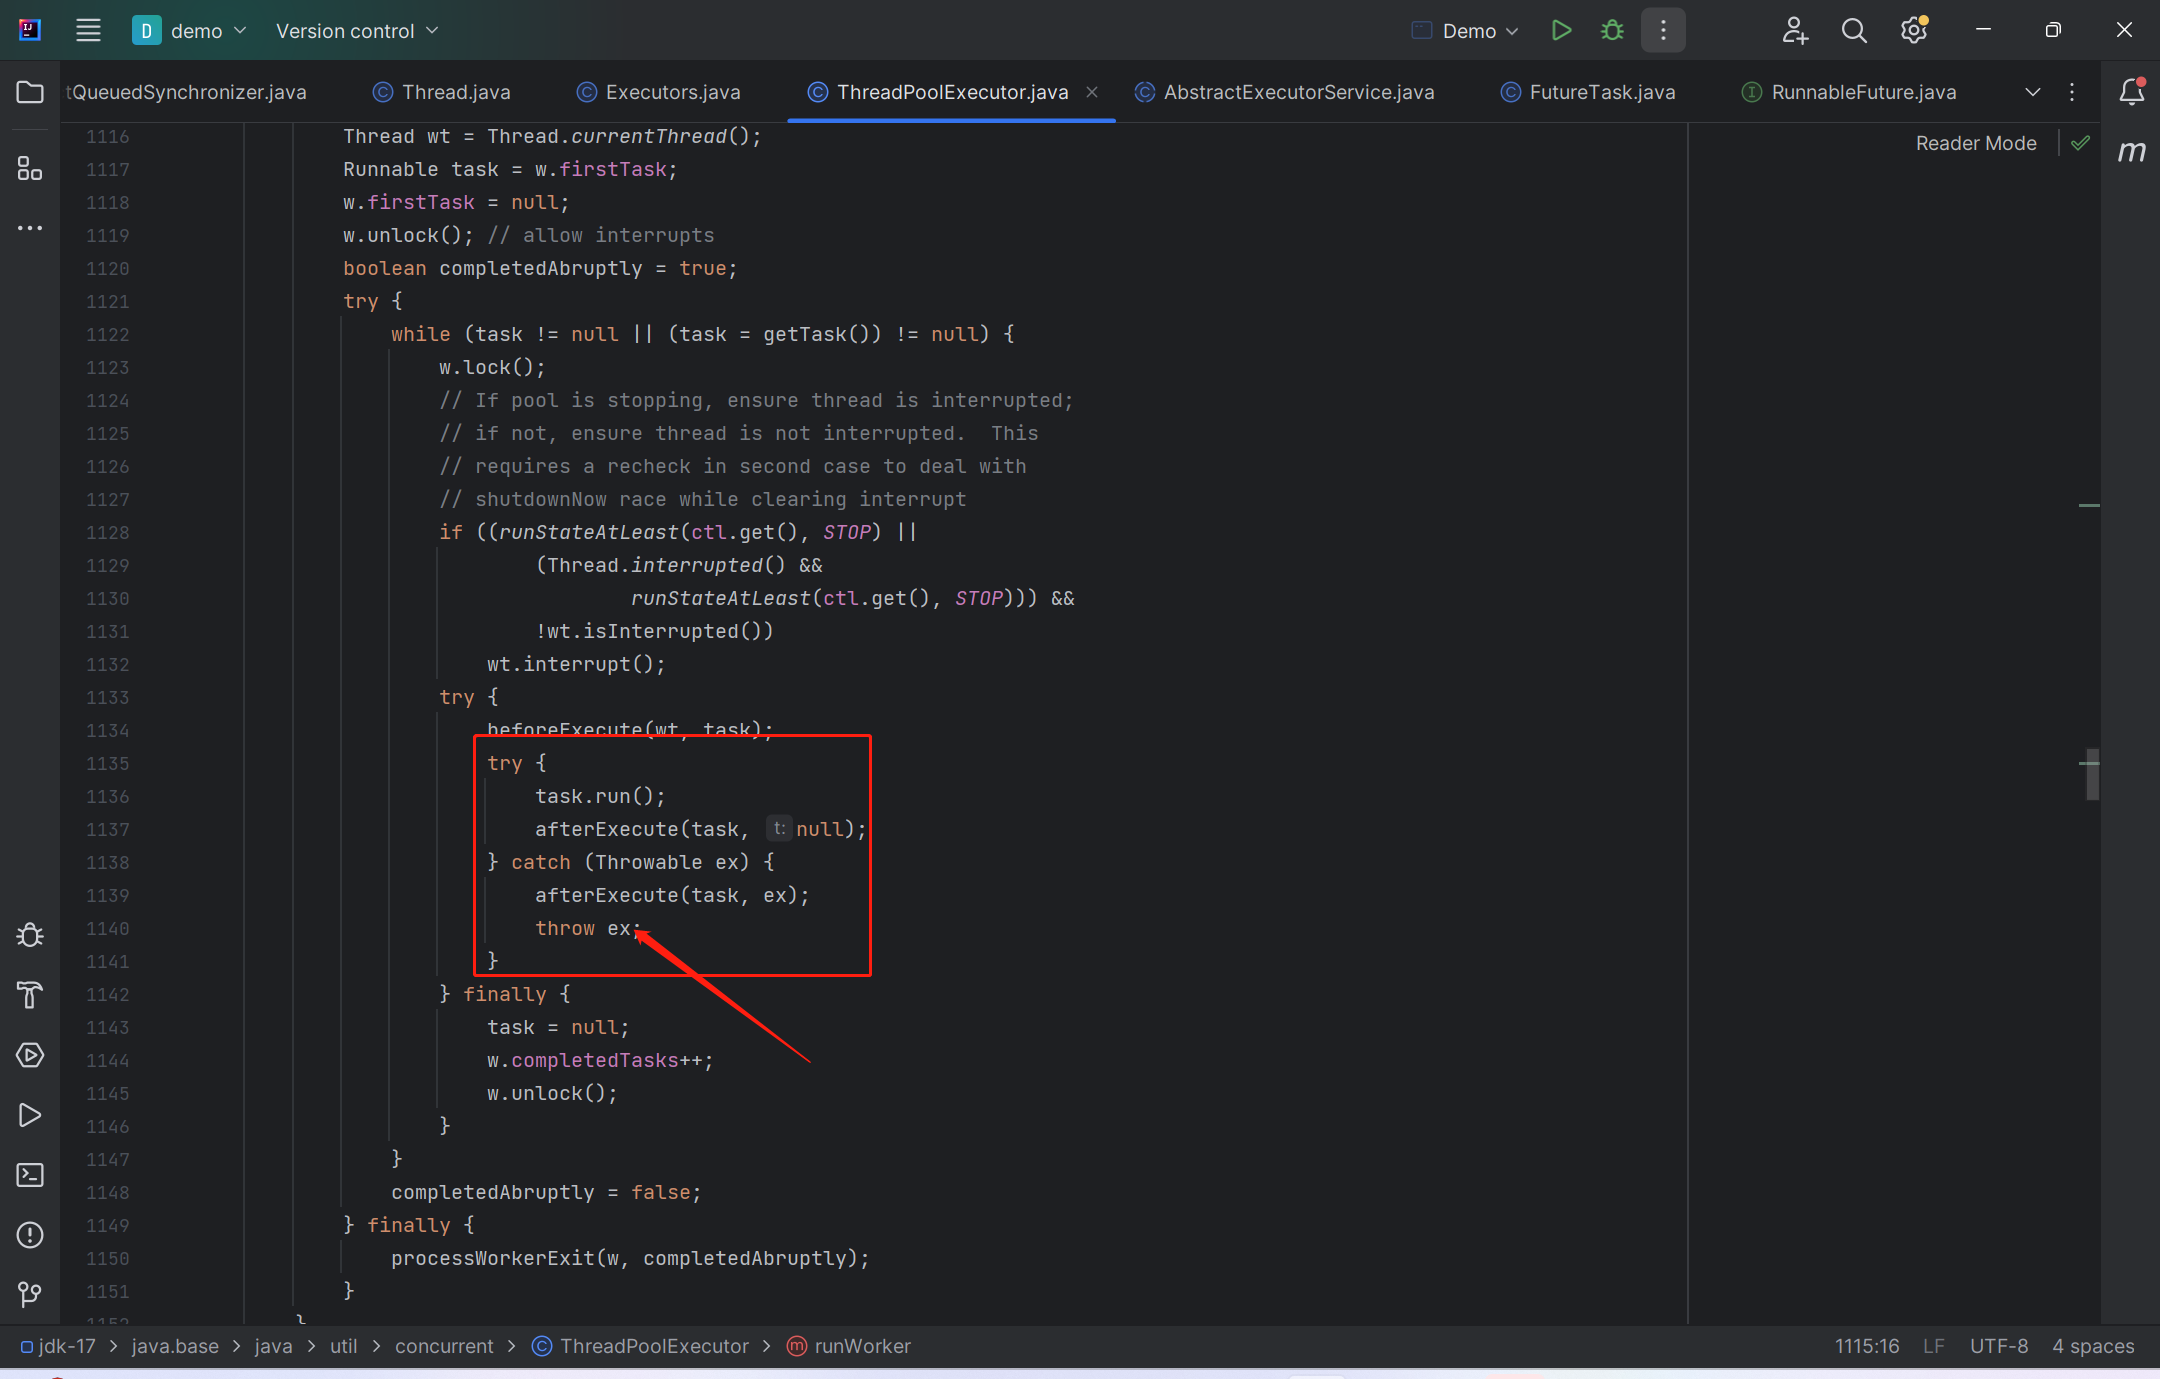 D demo Version control Demo
tQueuedSynchronizer.java Thread.java Executors.java ThreadPoolExecutor.java AbstractExecutorService.java FutureTask.java RunnableFuture.java
Reader Mode
m
1116 Thread wt = Thread.currentThread();
1117 Runnable task = w.firstTask;
1118 w.firstTask = null;
1119 w.unlock(); // allow interrupts
1120 boolean completedAbruptly = true;
1121 try {
1122 while (task != null || (task = getTask()) != null) {
1123 w.lock();
1124 // If pool is stopping, ensure thread is interrupted;
1125 // if not, ensure thread is not interrupted.  This
1126 // requires a recheck in second case to deal with
1127 // shutdownNow race while clearing interrupt
1128 if ((runStateAtLeast(ctl.get(), STOP) ||
1129 (Thread.interrupted() &&
1130 runStateAtLeast(ctl.get(), STOP))) &&
1131 !wt.isInterrupted())
1132 wt.interrupt();
1133 try {
1134 beforeExecute(wt, task);
1135 try {
1136 task.run();
1137 afterExecute(task, t: null);
1138 } catch (Throwable ex) {
1139 afterExecute(task, ex);
1140 throw ex;
1141 }
1142 } finally {
1143 task = null;
1144 w.completedTasks++;
1145 w.unlock();
1146 }
1147 }
1148 completedAbruptly = false;
1149 } finally {
1150 processWorkerExit(w, completedAbruptly);
1151 }
1152 }
jdk-17 > java.base > java > util > concurrent > ThreadPoolExecutor > runWorker 1115:16 LF UTF-8 4 spaces